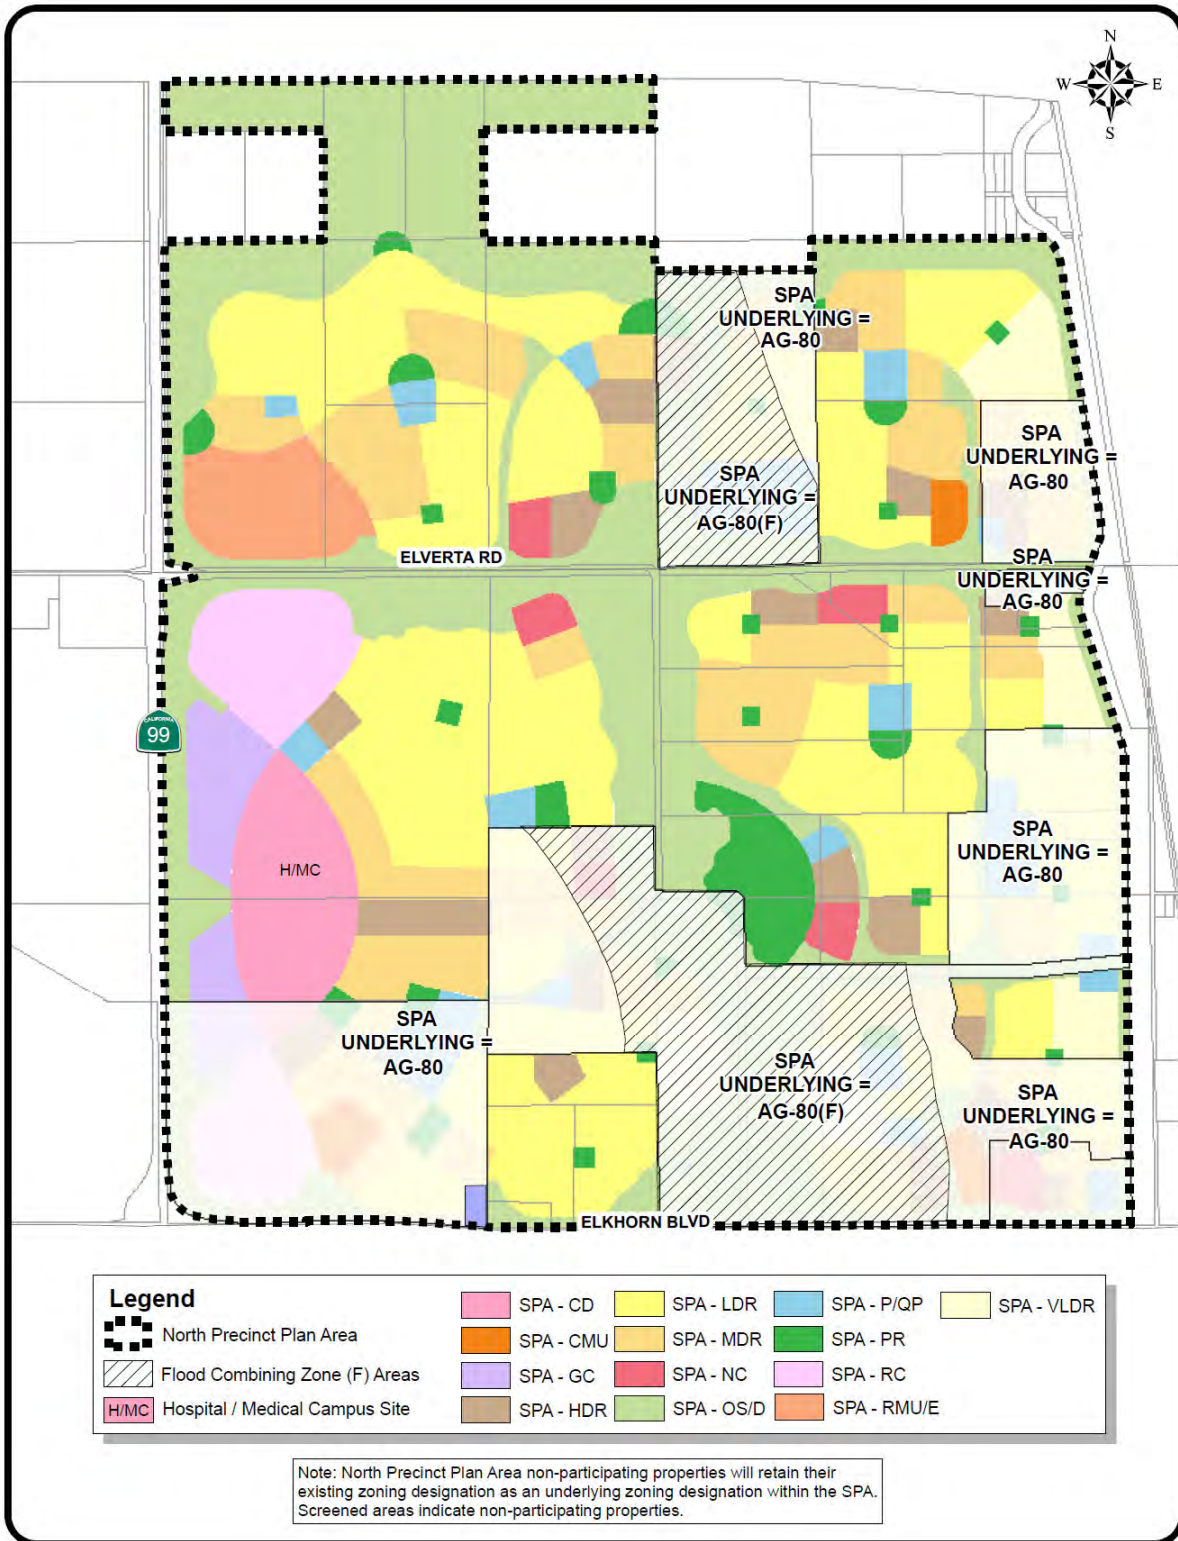 N
W E
S
SPA
UNDERLYING =
AG-80
SPA
UNDERLYING =
AG-80
SPA
UNDERLYING =
AG-80(F)
ELVERTA RD
SPA
UNDERLYING =
AG-80
CALIFORNIA
99
H/MC
SPA
UNDERLYING =
AG-80
SPA
UNDERLYING =
AG-80
SPA
UNDERLYING =
AG-80(F)
SPA
UNDERLYING =
AG-80
ELKHORN BLVD
Legend
North Precinct Plan Area
Flood Combining Zone (F) Areas
H/MC Hospital / Medical Campus Site
SPA - CD
SPA - CMU
SPA - GC
SPA - HDR
SPA - LDR
SPA - MDR
SPA - NC
SPA - OS/D
SPA - P/QP
SPA - PR
SPA - RC
SPA - RMU/E
SPA - VLDR
Note: North Precinct Plan Area non-participating properties will retain their
existing zoning designation as an underlying zoning designation within the SPA.
Screened areas indicate non-participating properties.